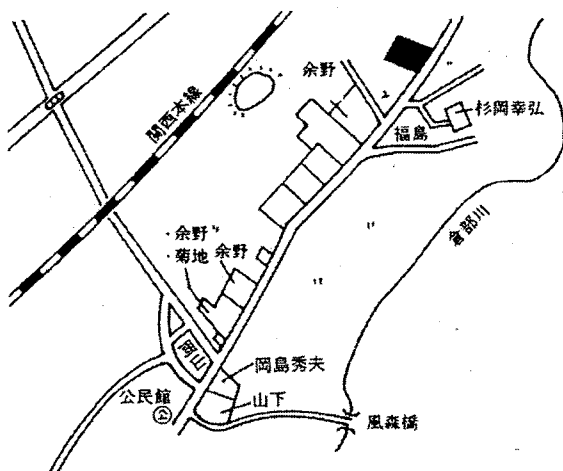 余野
杉岡幸弘
福島
関西本線
倉部川
・余野
・菊地
余野
岡山
岡島秀夫
公民館
公
山下
風森橋